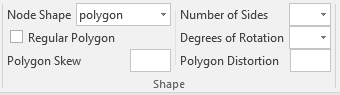 Node Shape polygon Number of Sides
Regular Polygon Degrees of Rotation
Polygon Skew Polygon Distortion
Shape